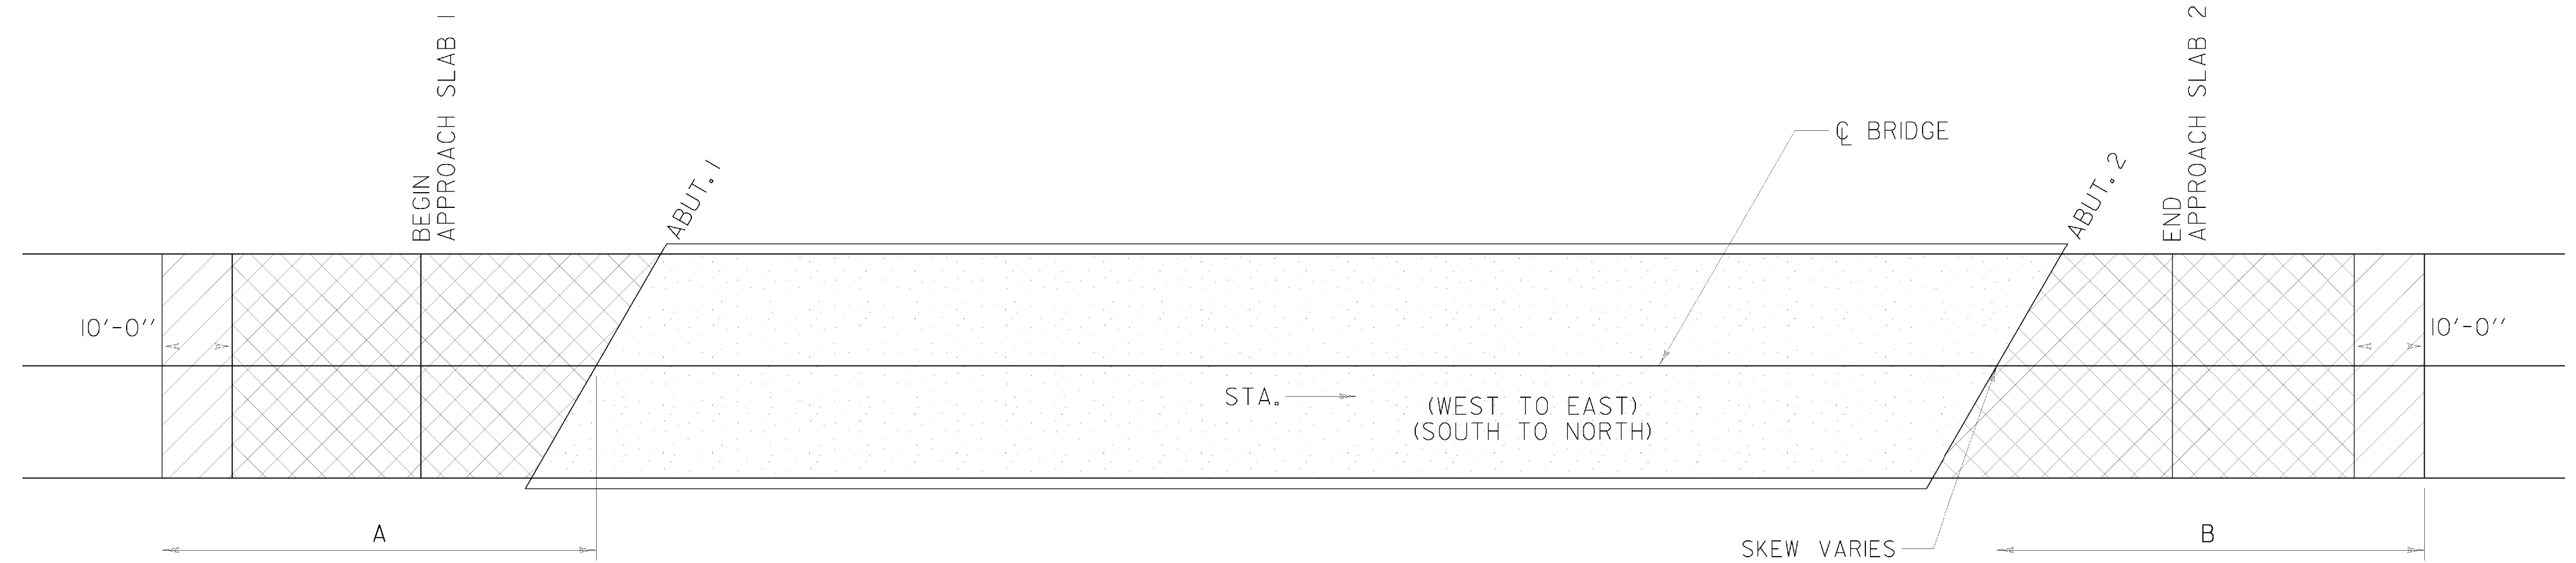 BEGIN
APPROACH SLAB 1
ABUT. 1
℄ BRIDGE
ABUT. 2
END
APPROACH SLAB 2
10'-0"
10'-0"
STA.
(WEST TO EAST)
(SOUTH TO NORTH)
A
SKEW VARIES
B